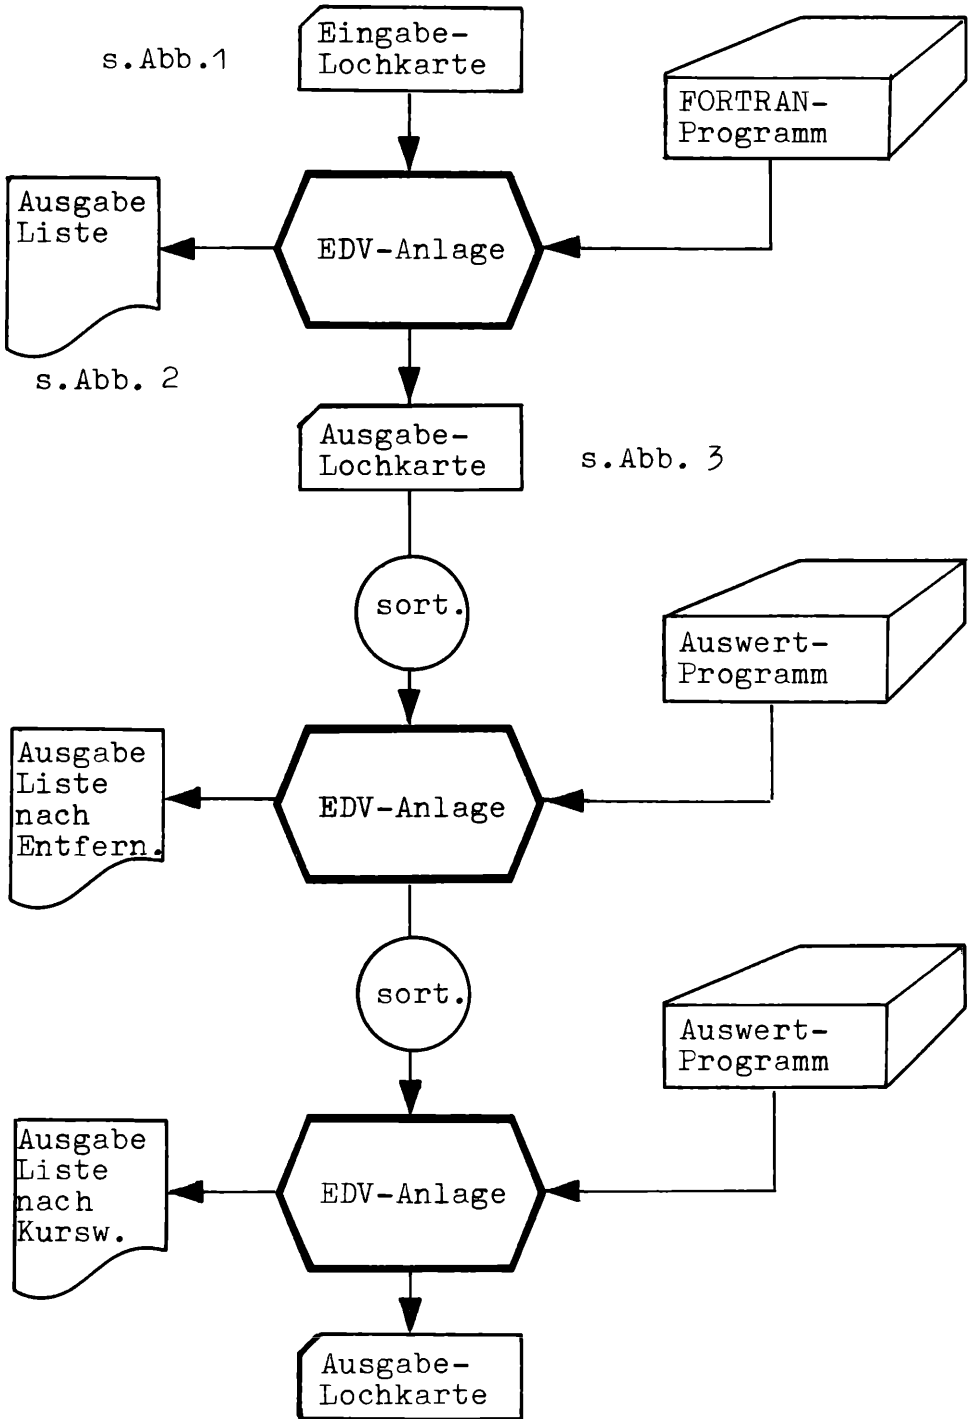 s.Abb.1
Eingabe-
Lochkarte
FORTRAN-
Programm
Ausgabe
Liste
EDV-Anlage
s.Abb. 2
Ausgabe-
Lochkarte
s.Abb. 3
sort.
Auswert-
Programm
Ausgabe
Liste
nach
Entfern.
EDV-Anlage
sort.
Auswert-
Programm
Ausgabe
Liste
nach
Kursw.
EDV-Anlage
Ausgabe-
Lochkarte